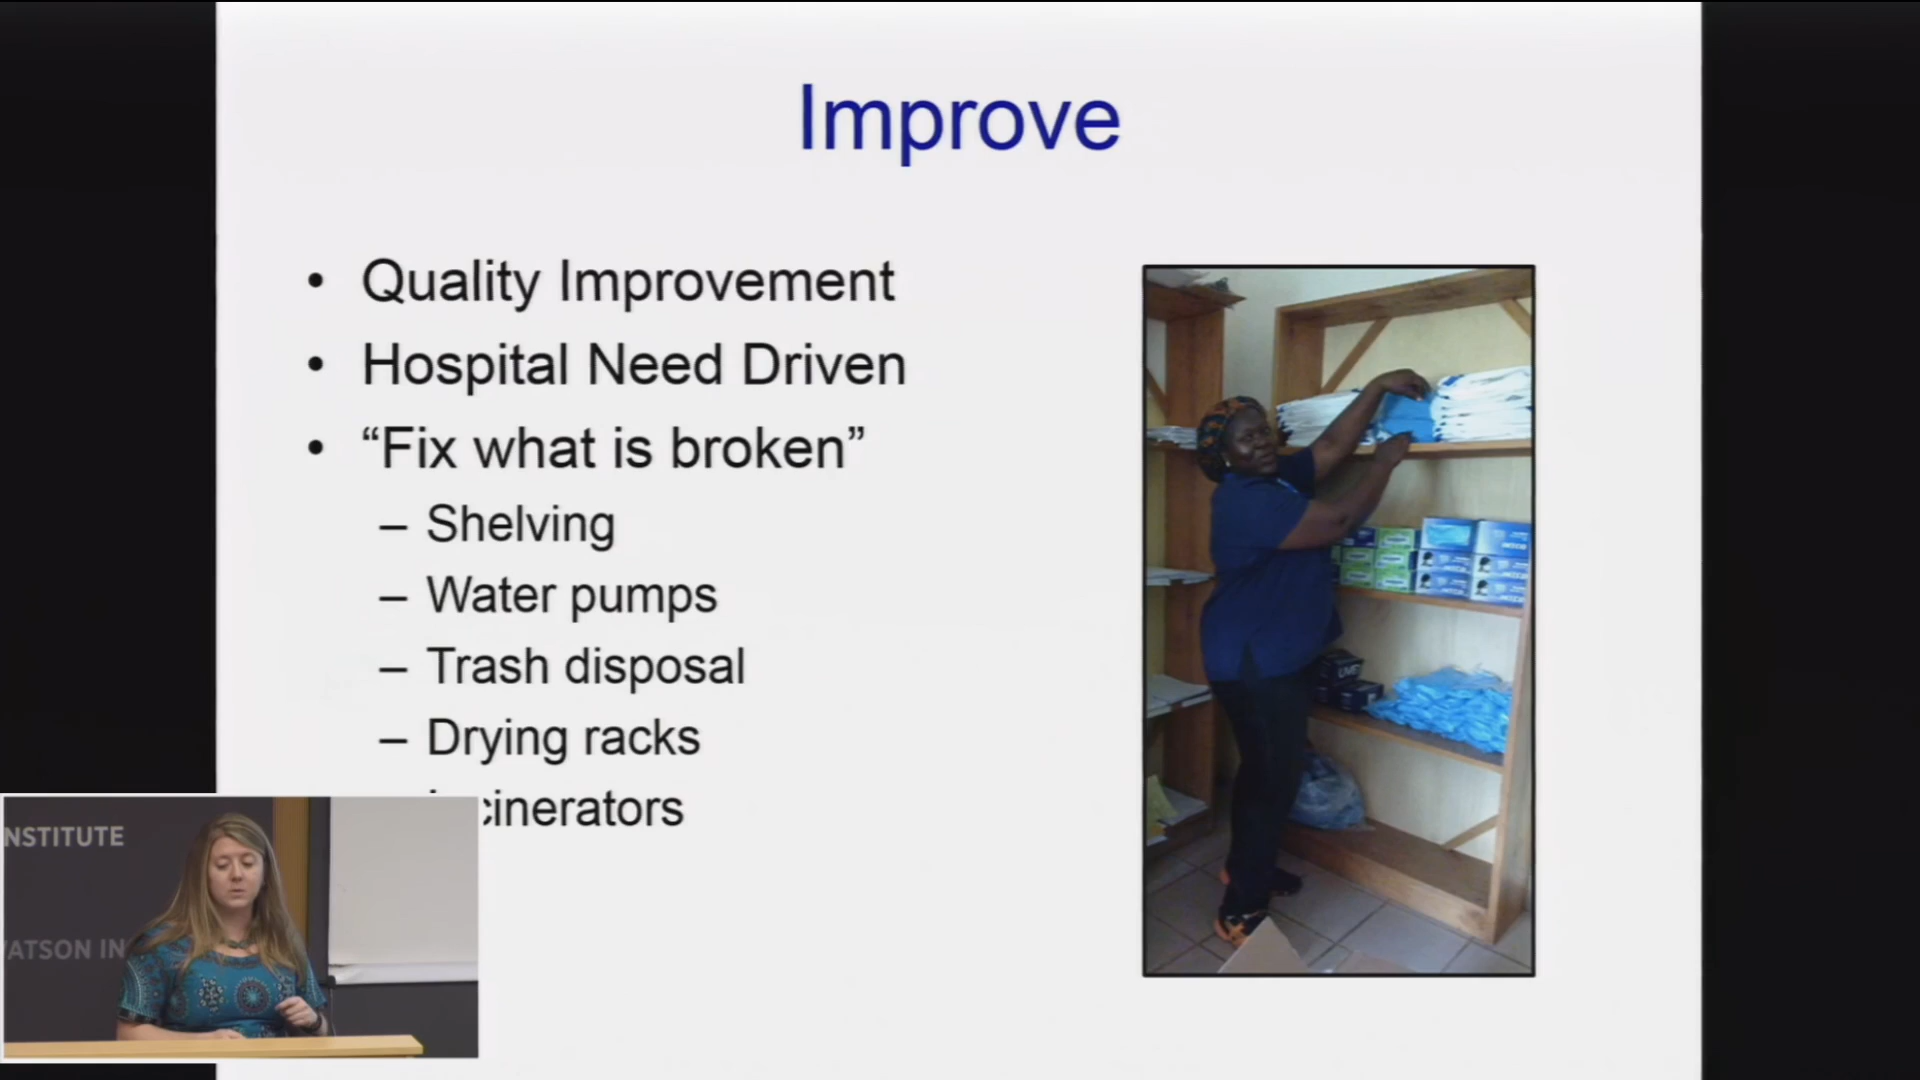 Improve
• Quality Improvement
• Hospital Need Driven
• “Fix what is broken”
– Shelving
– Water pumps
– Trash disposal
– Drying racks
cinerators
NSTITUTE
ATSON IN